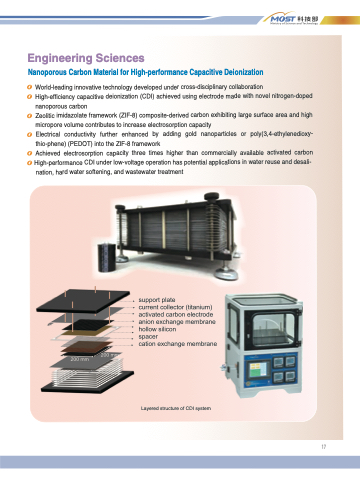 MOST 科技部
Ministry of Science and Technology
Engineering Sciences
Nanoporous Carbon Material for High-performance Capacitive Deionization
World-leading innovative technology developed under cross-disciplinary collaboration
High-efficiency capacitive deionization (CDI) achieved using electrode made with novel nitrogen-doped
nanoporous carbon
Zeolitic imidazolate framework (ZIF-8) composite-derived carbon exhibiting large surface area and high
micropore volume contributes to increase electrosorption capacity
Electrical conductivity further enhanced by adding gold nanoparticles or poly(3,4-ethylenedioxy-
thio-phene) (PEDOT) into the ZIF-8 framework
Achieved electrosorption capacity three times higher than commercially available activated carbon
High-performance CDI under low-voltage operation has potential applications in water reuse and desali-
nation, hard water softening, and wastewater treatment
support plate
current collector (titanium)
activated carbon electrode
anion exchange membrane
hollow silicon
spacer
cation exchange membrane
200 mm
200 mm
Layered structure of CDI system
17